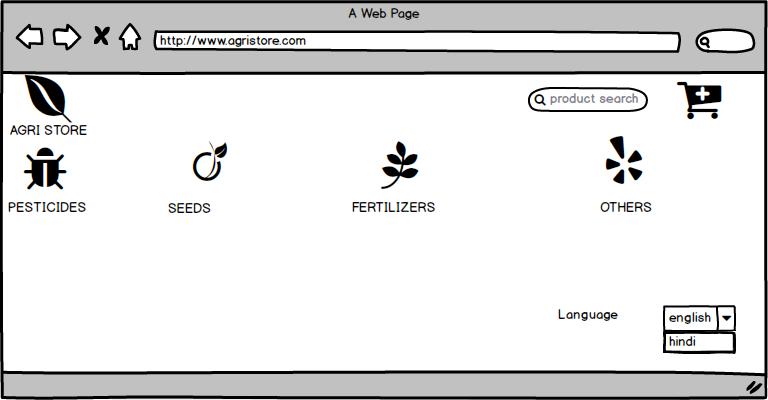 A Web Page
http://www.agristore.com
product search
AGRI STORE
PESTICIDES
SEEDS
FERTILIZERS
OTHERS
Language
english
hindi